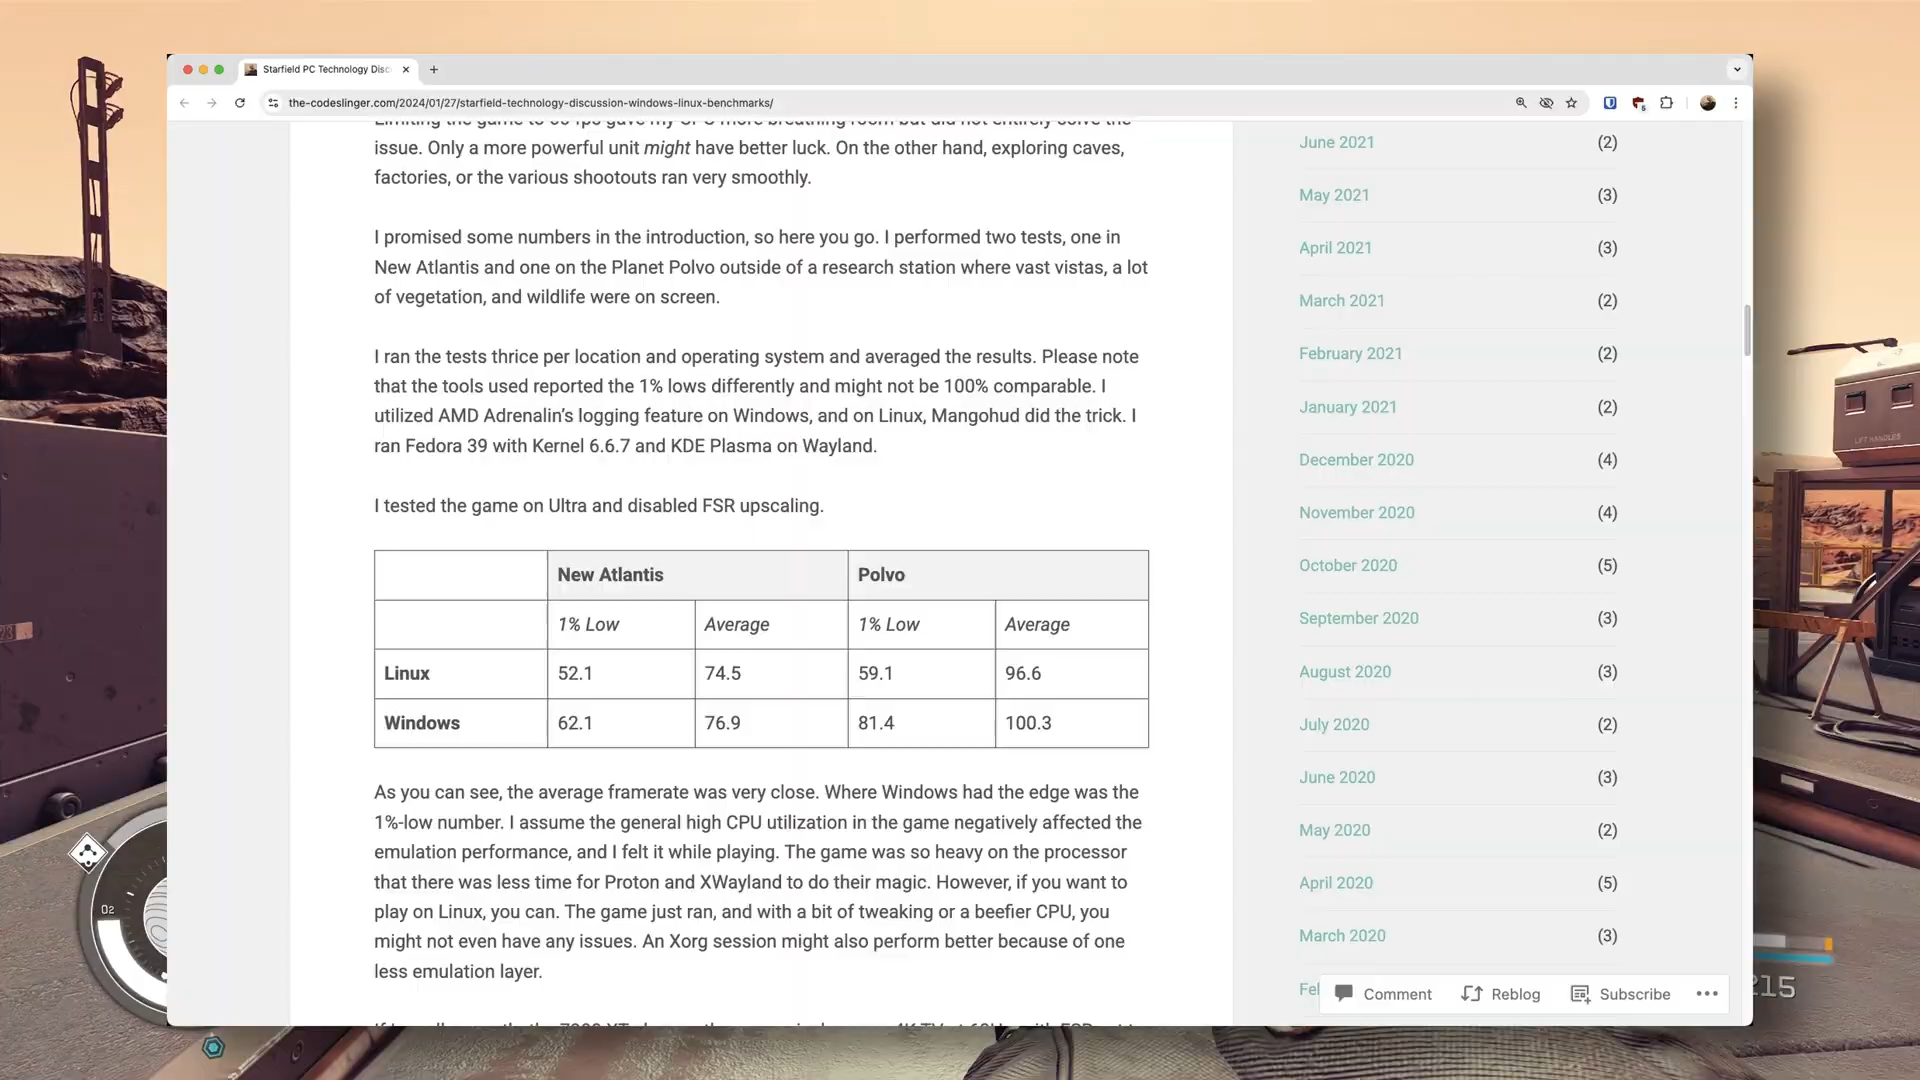 Starfield PC Technology Disc
the-codeslinger.com/2024/01/27/starfield-technology-discussion-windows-linux-benchmarks/
issue. Only a more powerful unit might have better luck. On the other hand, exploring caves,
factories, or the various shootouts ran very smoothly.
I promised some numbers in the introduction, so here you go. I performed two tests, one in
New Atlantis and one on the Planet Polvo outside of a research station where vast vistas, a lot
of vegetation, and wildlife were on screen.
I ran the tests thrice per location and operating system and averaged the results. Please note
that the tools used reported the 1% lows differently and might not be 100% comparable. I
utilized AMD Adrenalin’s logging feature on Windows, and on Linux, Mangohud did the trick. I
ran Fedora 39 with Kernel 6.6.7 and KDE Plasma on Wayland.
I tested the game on Ultra and disabled FSR upscaling.
New Atlantis Polvo
1% Low Average 1% Low Average
Linux 52.1 74.5 59.1 96.6
Windows 62.1 76.9 81.4 100.3
As you can see, the average framerate was very close. Where Windows had the edge was the
1%-low number. I assume the general high CPU utilization in the game negatively affected the
emulation performance, and I felt it while playing. The game was so heavy on the processor
that there was less time for Proton and XWayland to do their magic. However, if you want to
play on Linux, you can. The game just ran, and with a bit of tweaking or a beefier CPU, you
might not even have any issues. An Xorg session might also perform better because of one
less emulation layer.
June 2021 (2)
May 2021 (3)
April 2021 (3)
March 2021 (2)
February 2021 (2)
January 2021 (2)
December 2020 (4)
November 2020 (4)
October 2020 (5)
September 2020 (3)
August 2020 (3)
July 2020 (2)
June 2020 (3)
May 2020 (2)
April 2020 (5)
March 2020 (3)
Fel
Comment Reblog Subscribe
LIFT HANDLES
O2
215